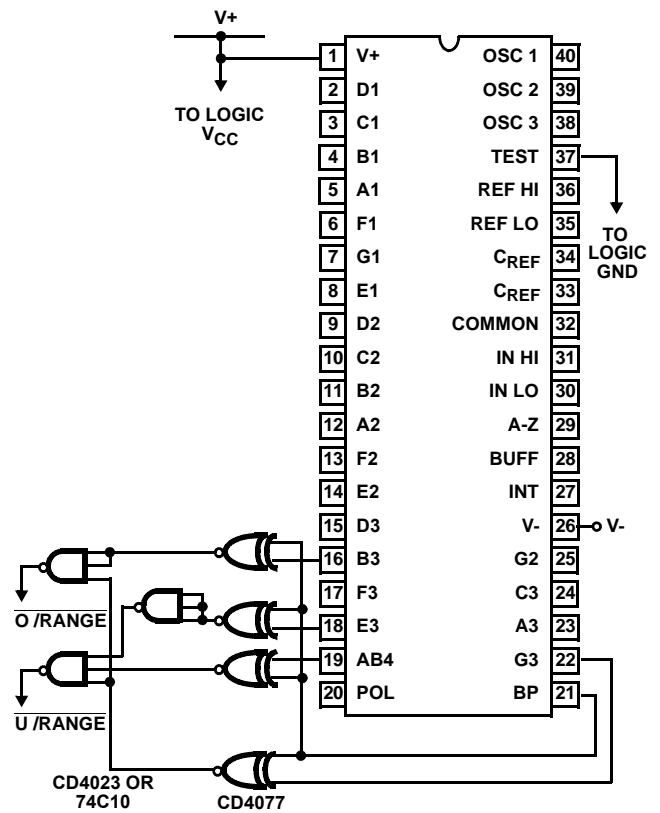 V+
TO LOGIC
VCC
1 V+ OSC 1 40
2 D1 OSC 2 39
3 C1 OSC 3 38
4 B1 TEST 37
5 A1 REF HI 36
6 F1 REF LO 35
7 G1 CREF 34
8 E1 CREF 33
9 D2 COMMON 32
10 C2 IN HI 31
11 B2 IN LO 30
12 A2 A-Z 29
13 F2 BUFF 28
14 E2 INT 27
15 D3 V- 26 V-
16 B3 G2 25
17 F3 C3 24
18 E3 A3 23
19 AB4 G3 22
20 POL BP 21
TO
LOGIC
GND
O /RANGE
U /RANGE
CD4023 OR
74C10
CD4077